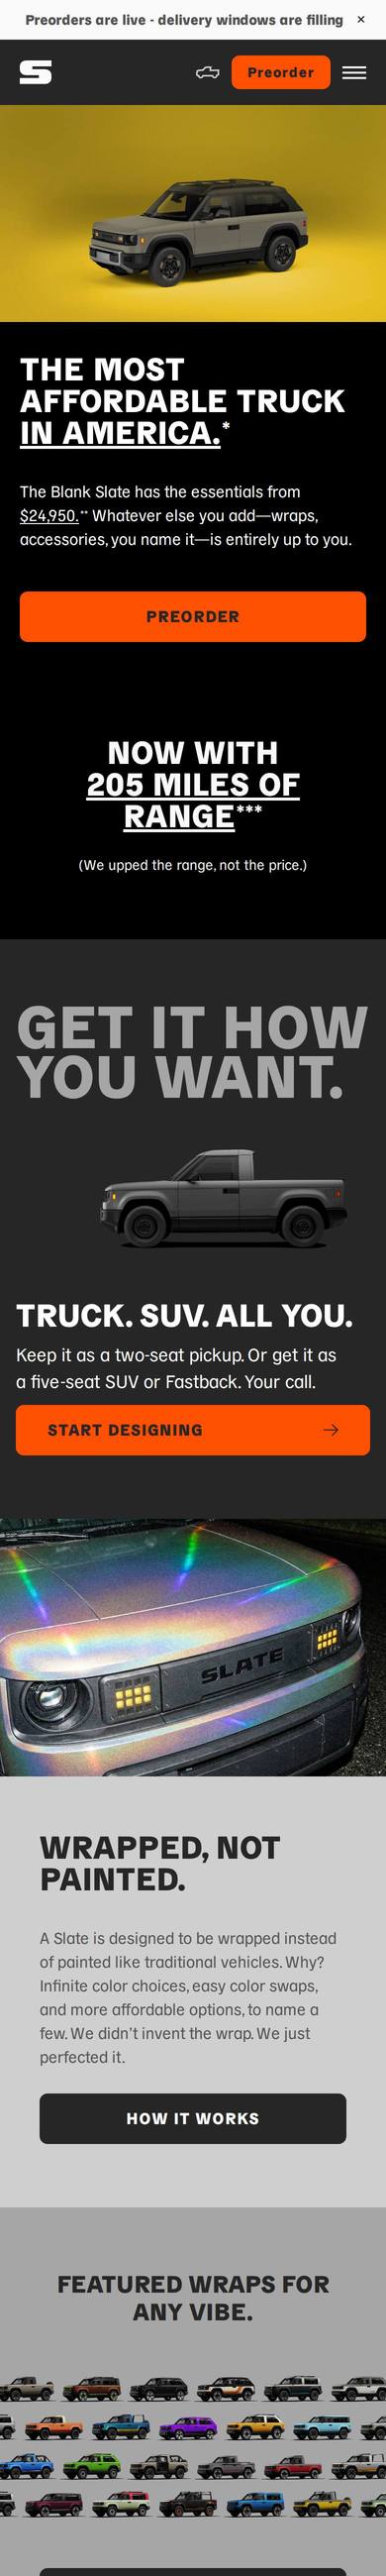 Preorders are live - delivery windows are filling ×
S
Preorder
THE MOST
AFFORDABLE TRUCK
IN AMERICA.*
The Blank Slate has the essentials from
$24,950.** Whatever else you add—wraps,
accessories, you name it—is entirely up to you.
PREORDER
NOW WITH
205 MILES OF
RANGE***
(We upped the range, not the price.)
GET IT HOW
YOU WANT.
TRUCK. SUV. ALL YOU.
Keep it as a two-seat pickup. Or get it as
a five-seat SUV or Fastback. Your call.
START DESIGNING →
SLATE
WRAPPED, NOT
PAINTED.
A Slate is designed to be wrapped instead
of painted like traditional vehicles. Why?
Infinite color choices, easy color swaps,
and more affordable options, to name a
few. We didn't invent the wrap. We just
perfected it.
HOW IT WORKS
FEATURED WRAPS FOR
ANY VIBE.